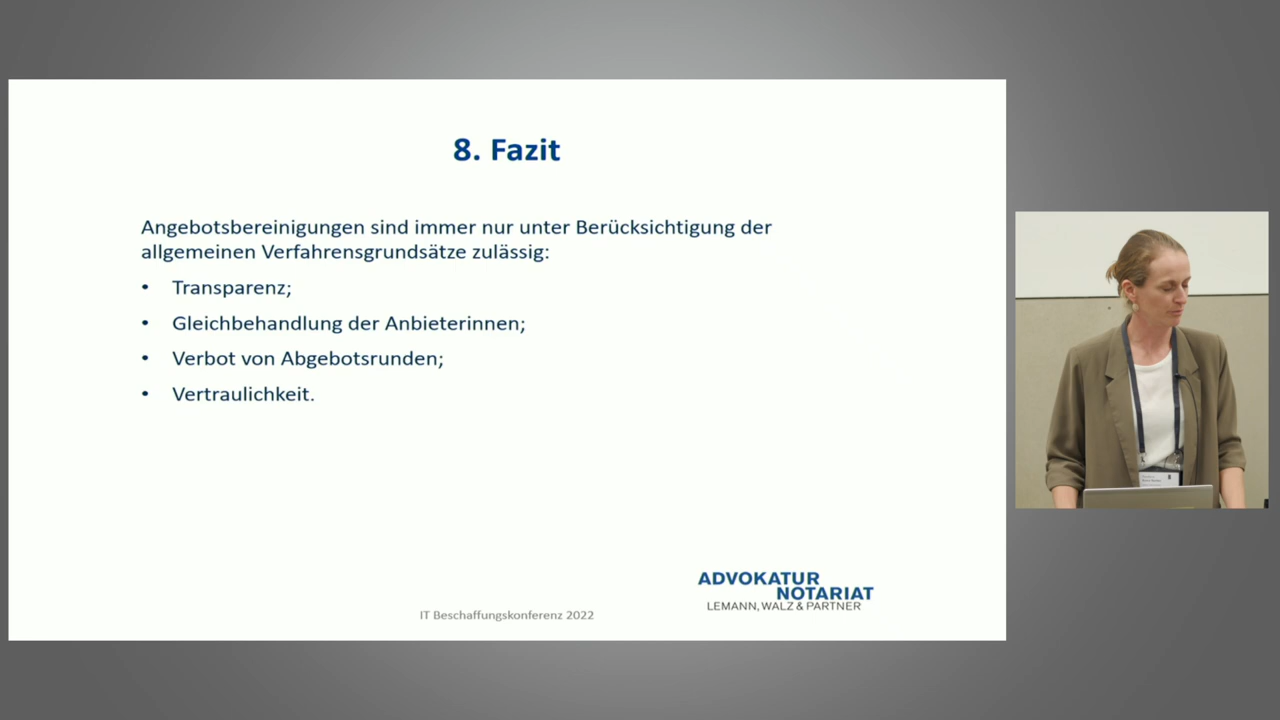 8. Fazit
Angebotsbereinigungen sind immer nur unter Berücksichtigung der
allgemeinen Verfahrensgrundsätze zulässig:
• Transparenz;
• Gleichbehandlung der Anbieterinnen;
• Verbot von Abgebotsrunden;
• Vertraulichkeit.
ADVOKATUR
NOTARIAT
LEMANN, WALZ & PARTNER
IT Beschaffungskonferenz 2022